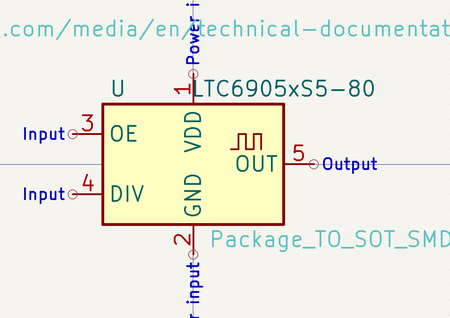 .com/media/en/technical-documentat
Power i
U
LTC6905xS5-80
1
Input
3
OE
VDD
OUT
5
Output
Input
4
DIV
GND
2
Package_TO_SOT_SMD
r input